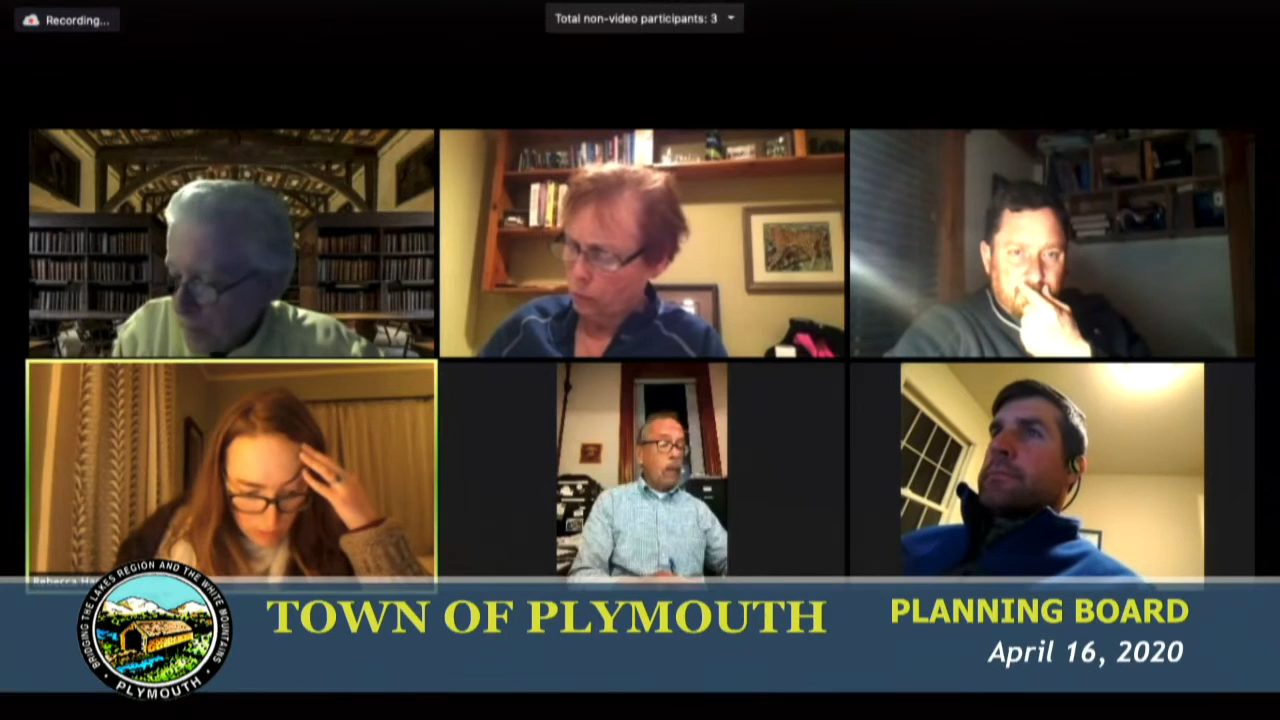 Recording...
Total non-video participants: 3
Rebecca
BRIDGING THE LAKES REGION AND THE WHITE MOUNTAINS
PLYMOUTH
TOWN OF PLYMOUTH
PLANNING BOARD
April 16, 2020